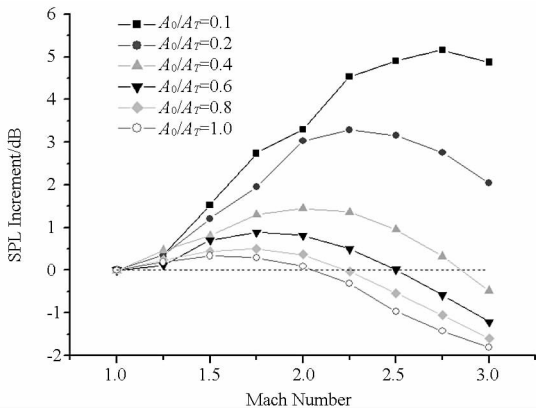 6
5
4
3
2
1
0
-1
-2
SPL Increment/dB
A₀/A_T=0.1
A₀/A_T=0.2
A₀/A_T=0.4
A₀/A_T=0.6
A₀/A_T=0.8
A₀/A_T=1.0
1.0 1.5 2.0 2.5 3.0
Mach Number